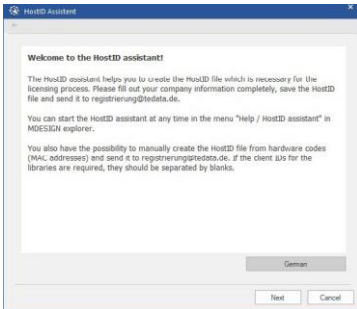 HostID Assistent
Welcome to the HostID assistant!
The HostID assistant helps you to create the HostID file which is necessary for the
licensing process. Please fill out your company information completely, save the HostID
file and send it to registrierung@tedata.de.
You can start the HostID assistant at any time in the menu "Help / HostID assistant" in
MDESIGN explorer.
You also have the possibility to manually create the HostID file from hardware codes
(MAC addresses) and send it to registrierung@tedata.de. If the client IDs for the
libraries are required, they should be separated by blanks.
German
Next
Cancel